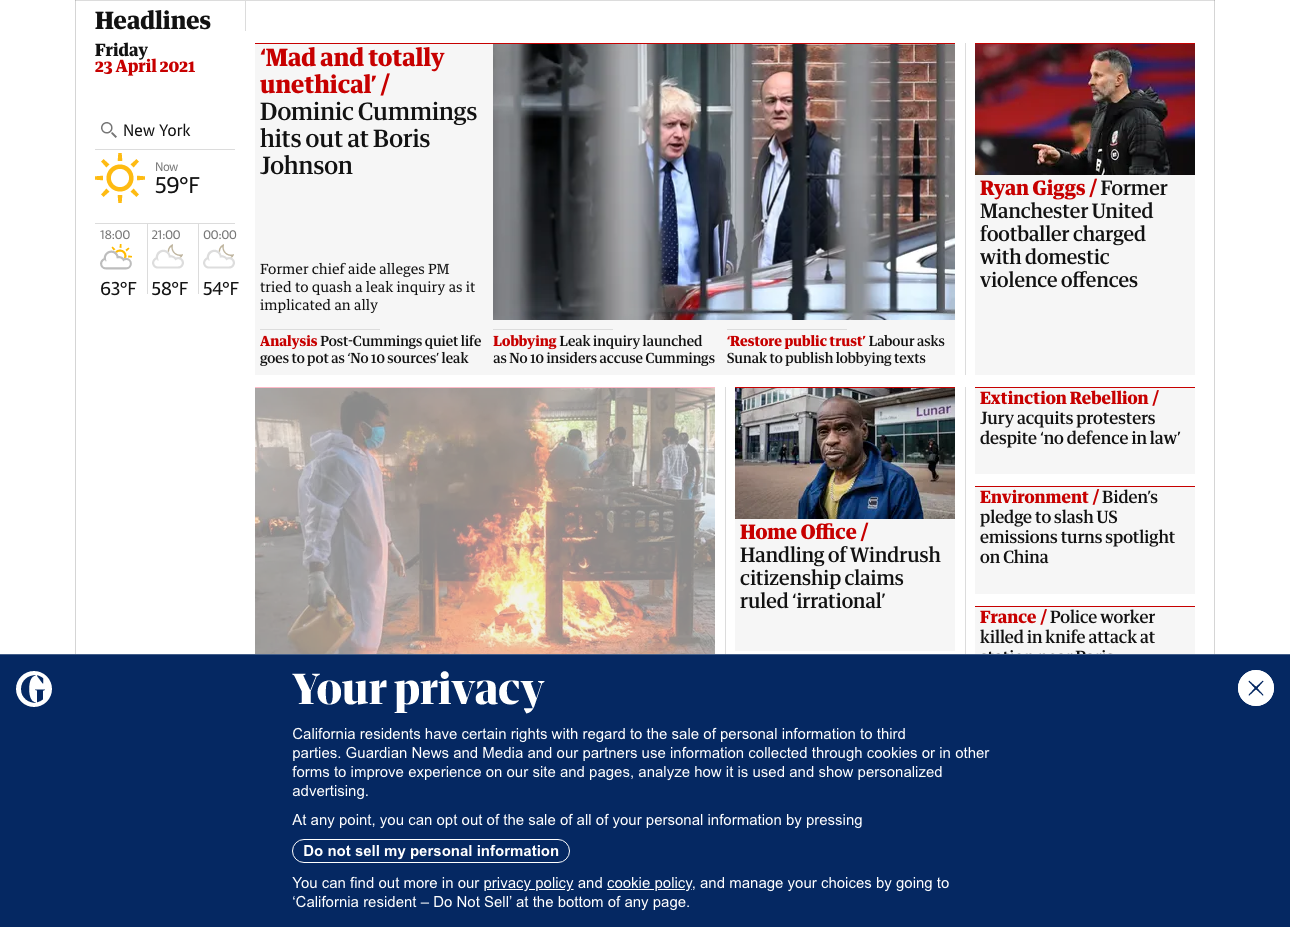 Headlines
Friday
23 April 2021
New York
Now
59°F
18:00
21:00
00:00
63°F
58°F
54°F
‘Mad and totally
unethical’ /
Dominic Cummings
hits out at Boris
Johnson
Former chief aide alleges PM
tried to quash a leak inquiry as it
implicated an ally
Analysis Post-Cummings quiet life
goes to pot as ‘No 10 sources’ leak
Lobbying Leak inquiry launched
as No 10 insiders accuse Cummings
‘Restore public trust’ Labour asks
Sunak to publish lobbying texts
Ryan Giggs / Former
Manchester United
footballer charged
with domestic
violence offences
Lunar
Home Office /
Handling of Windrush
citizenship claims
ruled ‘irrational’
Extinction Rebellion /
Jury acquits protesters
despite ‘no defence in law’
Environment / Biden’s
pledge to slash US
emissions turns spotlight
on China
France / Police worker
killed in knife attack at
Your privacy
California residents have certain rights with regard to the sale of personal information to third
parties. Guardian News and Media and our partners use information collected through cookies or in other
forms to improve experience on our site and pages, analyze how it is used and show personalized
advertising.
At any point, you can opt out of the sale of all of your personal information by pressing
Do not sell my personal information
You can find out more in our privacy policy and cookie policy, and manage your choices by going to
‘California resident – Do Not Sell’ at the bottom of any page.